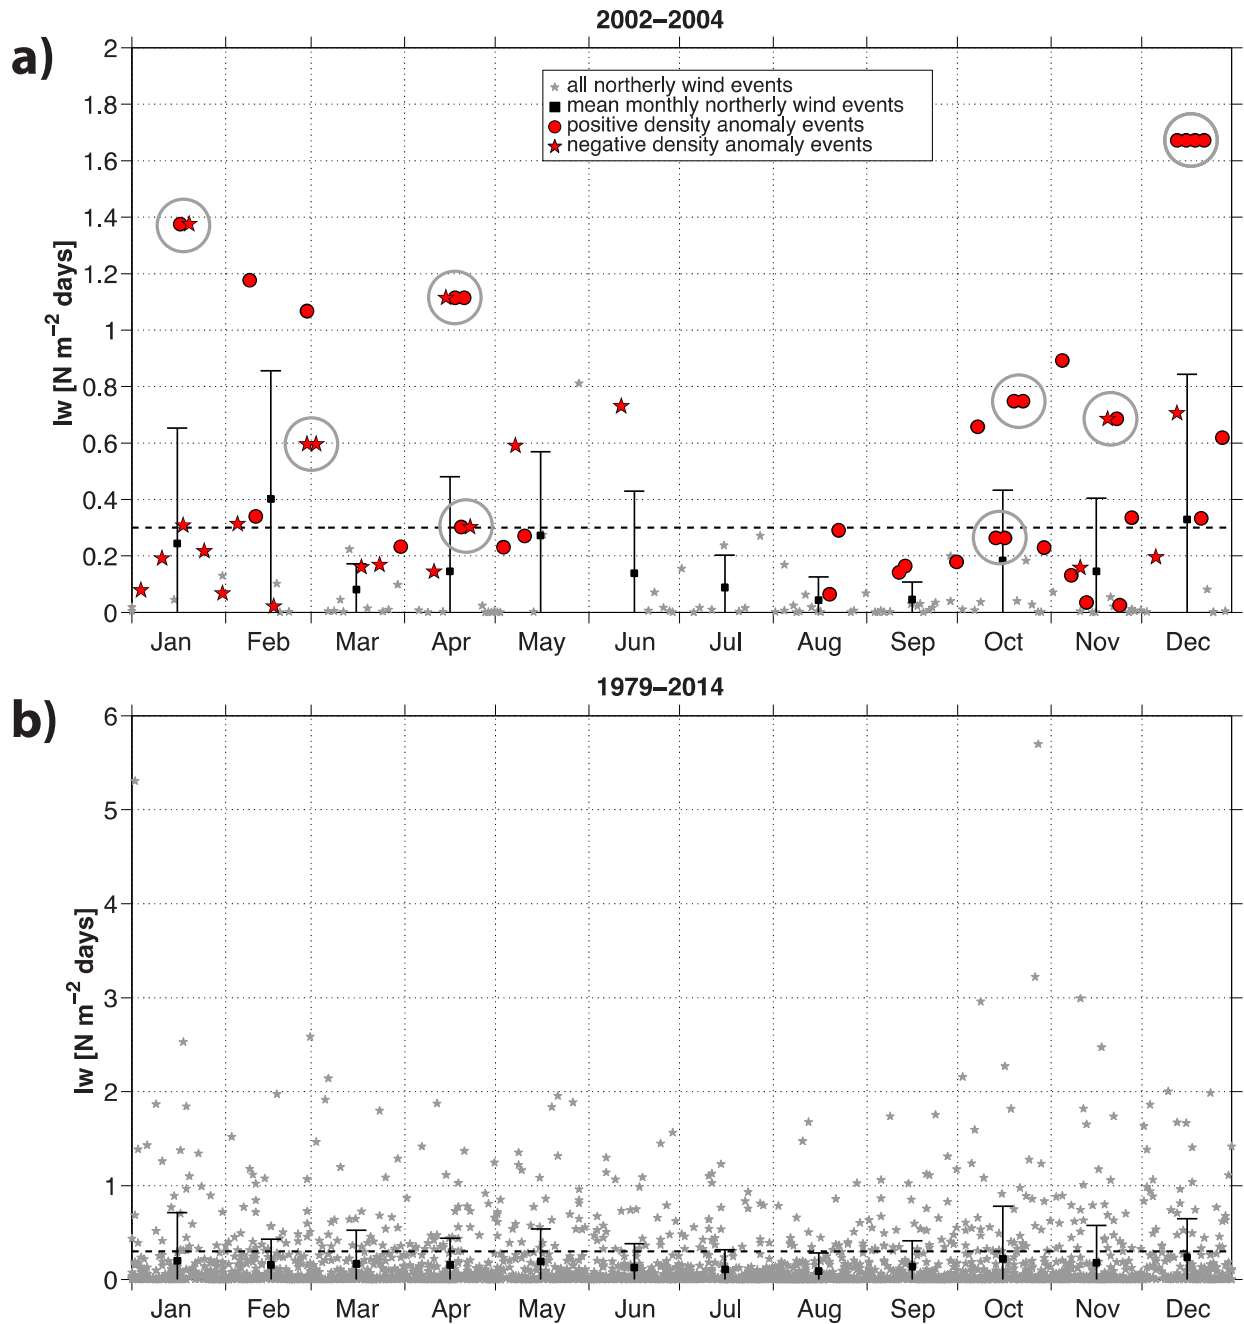 2002–2004
a)
2
1.8
1.6
1.4
1.2
1
0.8
0.6
0.4
0.2
0
Iw [N m−2 days]
all northerly wind events
mean monthly northerly wind events
positive density anomaly events
negative density anomaly events
Jan Feb Mar Apr May Jun Jul Aug Sep Oct Nov Dec
1979–2014
b)
6
5
4
3
2
1
0
Iw [N m−2 days]
Jan Feb Mar Apr May Jun Jul Aug Sep Oct Nov Dec